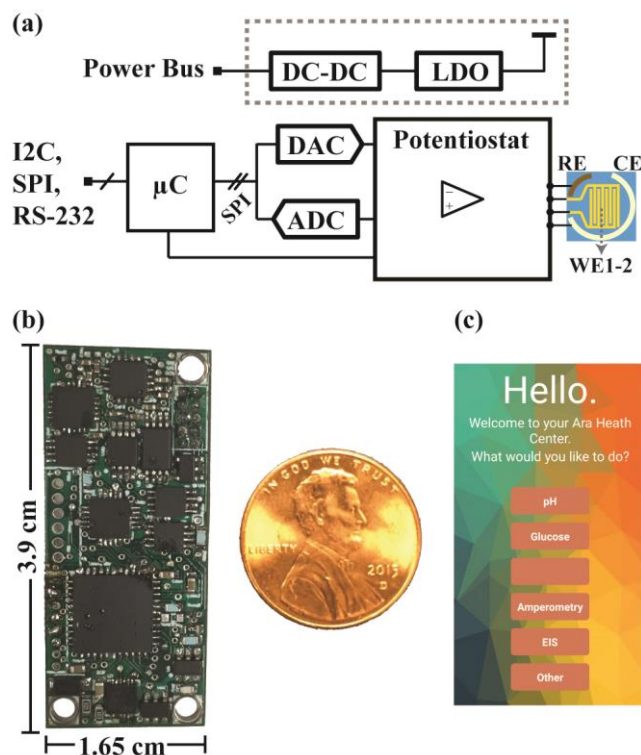 (a)
Power Bus
DC-DC
LDO
I2C,
SPI,
RS-232
µC
SPI
DAC
ADC
Potentiostat
RE
CE
WE1-2
(b)
3.9 cm
1.65 cm
IN GOD WE TRUST
LIBERTY
2015
D
(c)
Hello.
Welcome to your Ara Heath
Center.
What would you like to do?
pH
Glucose
Amperometry
EIS
Other